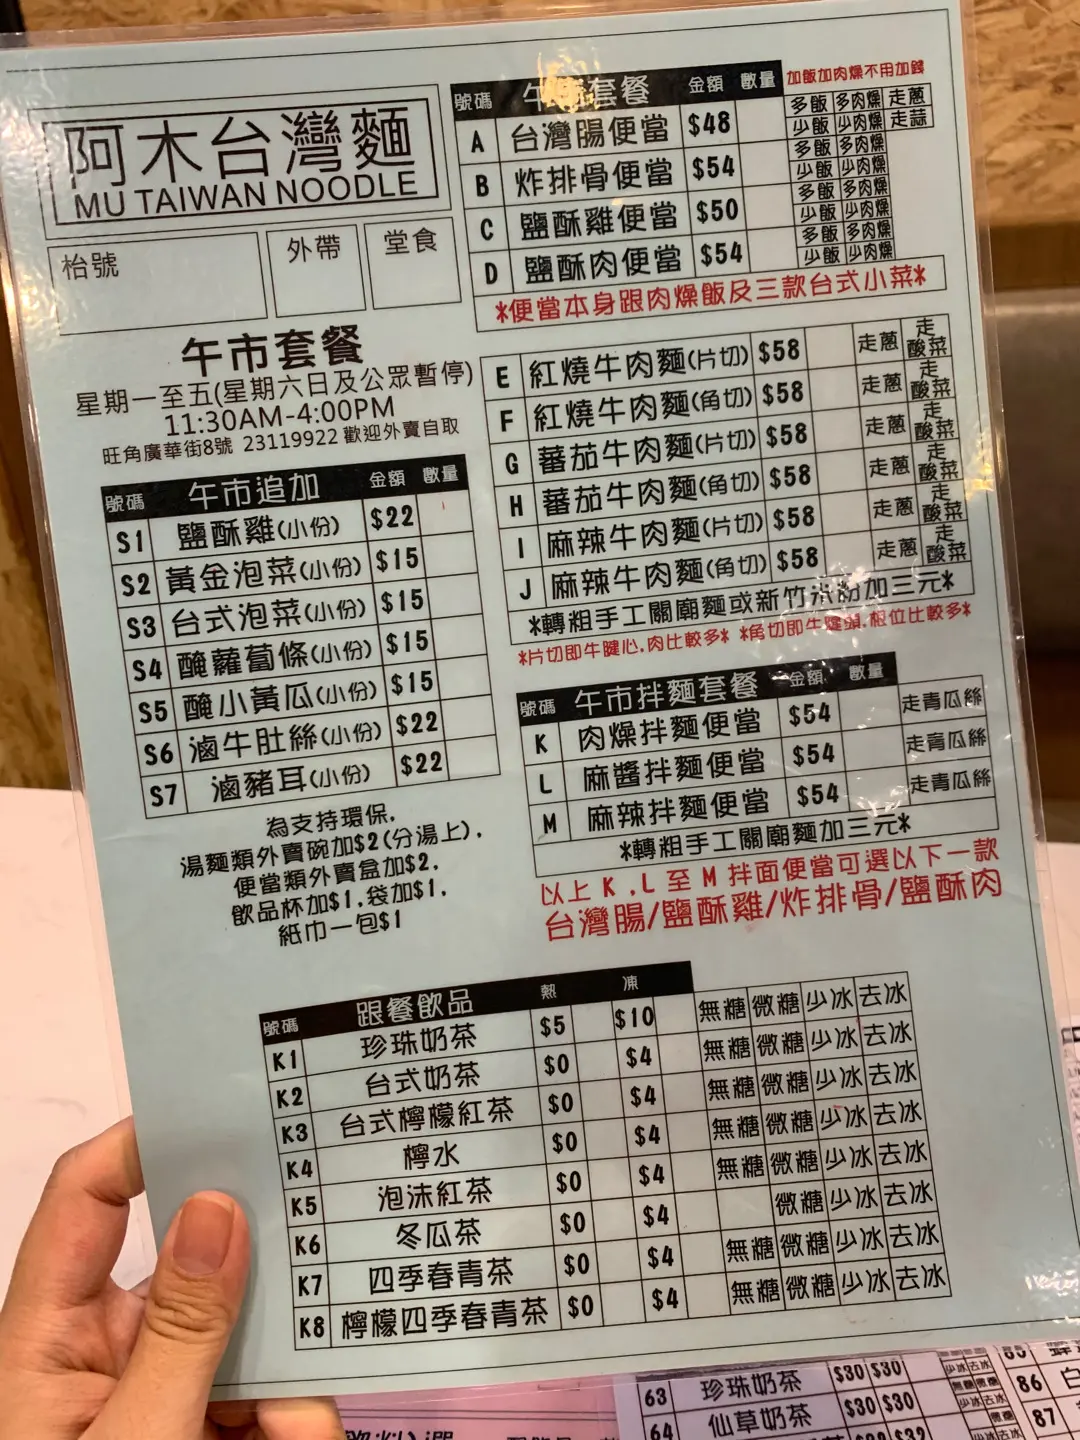 阿木台灣麵
MU TAIWAN NOODLE
枱號
外帶
堂食
午市套餐
星期一至五(星期六日及公眾暫停)
11:30AM-4:00PM
旺角廣華街8號 23119922 歡迎外賣自取
號碼 午市追加 金額 數量
S1 鹽酥雞(小份) $22
S2 黃金泡菜(小份) $15
S3 台式泡菜(小份) $15
S4 醃蘿蔔條(小份) $15
S5 醃小黃瓜(小份) $15
S6 滷牛肚絲(小份) $22
S7 滷豬耳(小份) $22
為支持環保,
湯麵類外賣碗加$2(分湯上),
便當類外賣盒加$2,
飲品杯加$1,袋加$1,
紙巾一包$1
號碼 午市套餐 金額 數量
加飯加肉燥不用加錢
A 台灣腸便當 $48 多飯 多肉燥 走蔥
少飯 少肉燥 走蒜
B 炸排骨便當 $54 多飯 多肉燥
少飯 少肉燥
C 鹽酥雞便當 $50 多飯 多肉燥
少飯 少肉燥
D 鹽酥肉便當 $54 多飯 多肉燥
少飯 少肉燥
*便當本身跟肉燥飯及三款台式小菜*
E 紅燒牛肉麵(片切) $58 走蔥 走酸菜
F 紅燒牛肉麵(角切) $58 走蔥 走酸菜
G 蕃茄牛肉麵(片切) $58 走蔥 走酸菜
H 蕃茄牛肉麵(角切) $58 走蔥 走酸菜
I 麻辣牛肉麵(片切) $58 走蔥 走酸菜
J 麻辣牛肉麵(角切) $58 走蔥 走酸菜
*轉粗手工關廟麵或新竹米粉加三元*
*片切即牛腱心,肉比較多* *角切即牛
號碼 午市拌麵套餐 金額 數量
K 肉燥拌麵便當 $54 走青瓜絲
L 麻醬拌麵便當 $54 走青瓜絲
M 麻辣拌麵便當 $54 走青瓜絲
*轉粗手工關廟麵加三元*
以上 K ,L 至 M 拌面便當可選以下一款
台灣腸/鹽酥雞/炸排骨/鹽酥肉
號碼 跟餐飲品 熱 凍
K1 珍珠奶茶 $5 $10 無糖 微糖 少冰 去冰
K2 台式奶茶 $0 $4 無糖 微糖 少冰 去冰
K3 台式檸檬紅茶 $0 $4 無糖 微糖 少冰 去冰
K4 檸水 $0 $4 無糖 微糖 少冰 去冰
K5 泡沫紅茶 $0 $4 無糖 微糖 少冰 去冰
K6 冬瓜茶 $0 $4 微糖 少冰 去冰
K7 四季春青茶 $0 $4 無糖 微糖 少冰 去冰
K8 檸檬四季春青茶 $0 $4 無糖 微糖 少冰 去冰
63 珍珠奶茶 $30 $30 少冰 去冰
64 仙草奶茶 $30 $30 少冰 去冰
86 白
87